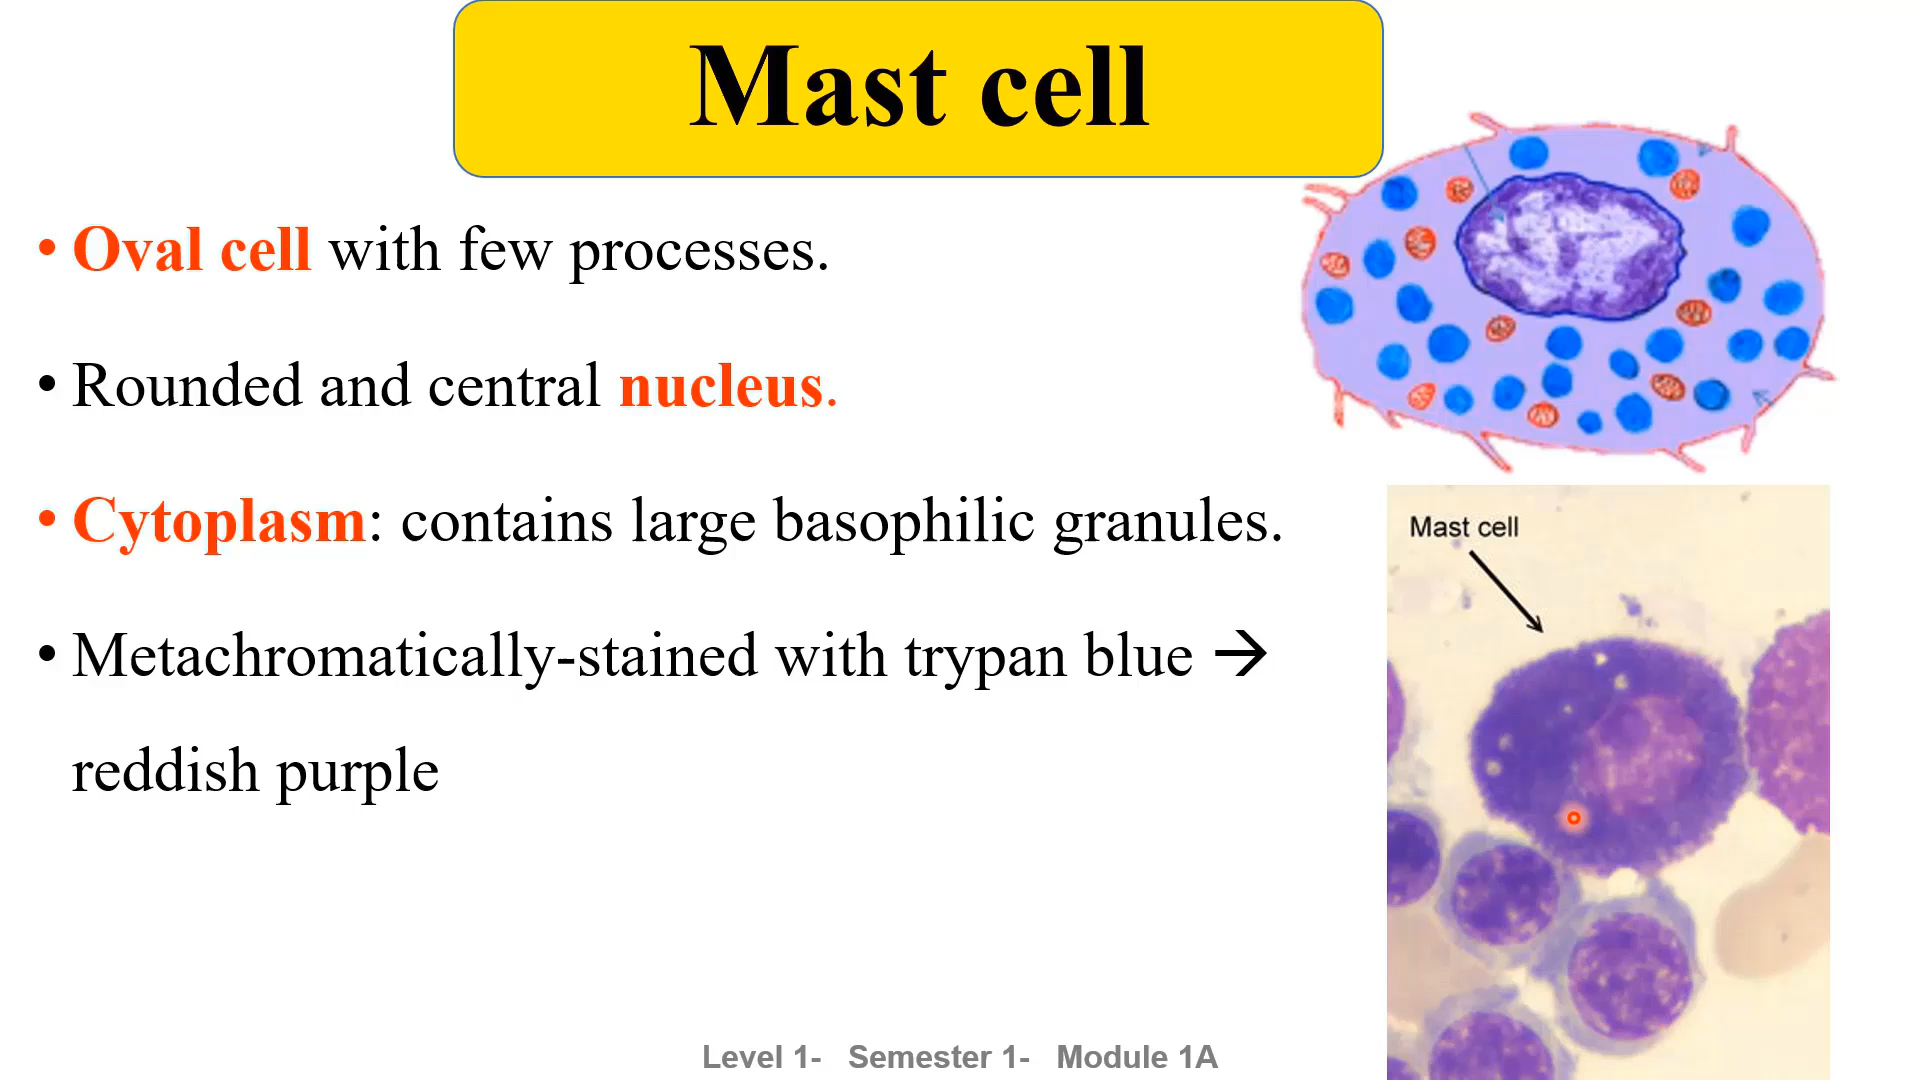 Mast cell
• Oval cell with few processes.
• Rounded and central nucleus.
• Cytoplasm: contains large basophilic granules.
• Metachromatically-stained with trypan blue →
reddish purple
Mast cell
Level 1- Semester 1- Module 1A